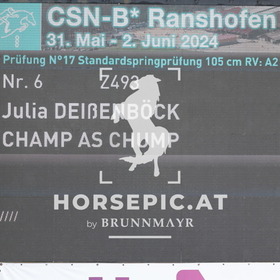 CSN-B* Ranshofen
31. Mai - 2. Juni 2024
Prüfung N°17 Standardspringprüfung 105 cm RV: A2
Nr. 6 Z493
Julia DEIßENBÖCK
CHAMP AS CHUMP
HORSEPIC.AT
by BRUNNMAYR
////